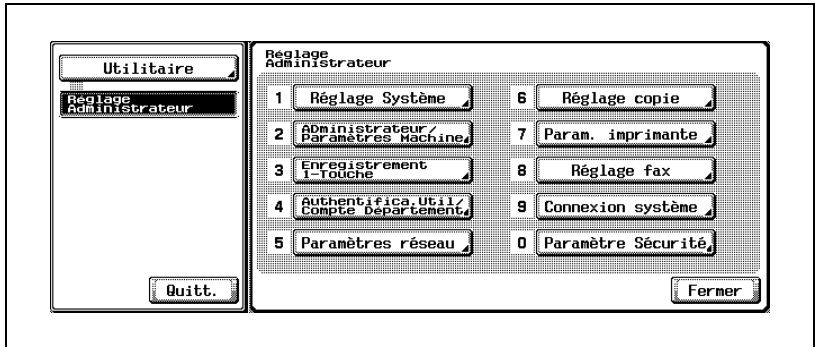 Utilitaire
Réglage
Administrateur
Quitt.
Réglage
Administrateur
1 Réglage Système
2 ADministrateur/
Paramètres Machine
3 Enregistrement
1-Touche
4 Authentifica.Util/
Compte Département
5 Paramètres réseau
6 Réglage copie
7 Param. imprimante
8 Réglage fax
9 Connexion système
0 Paramètre Sécurité
Fermer